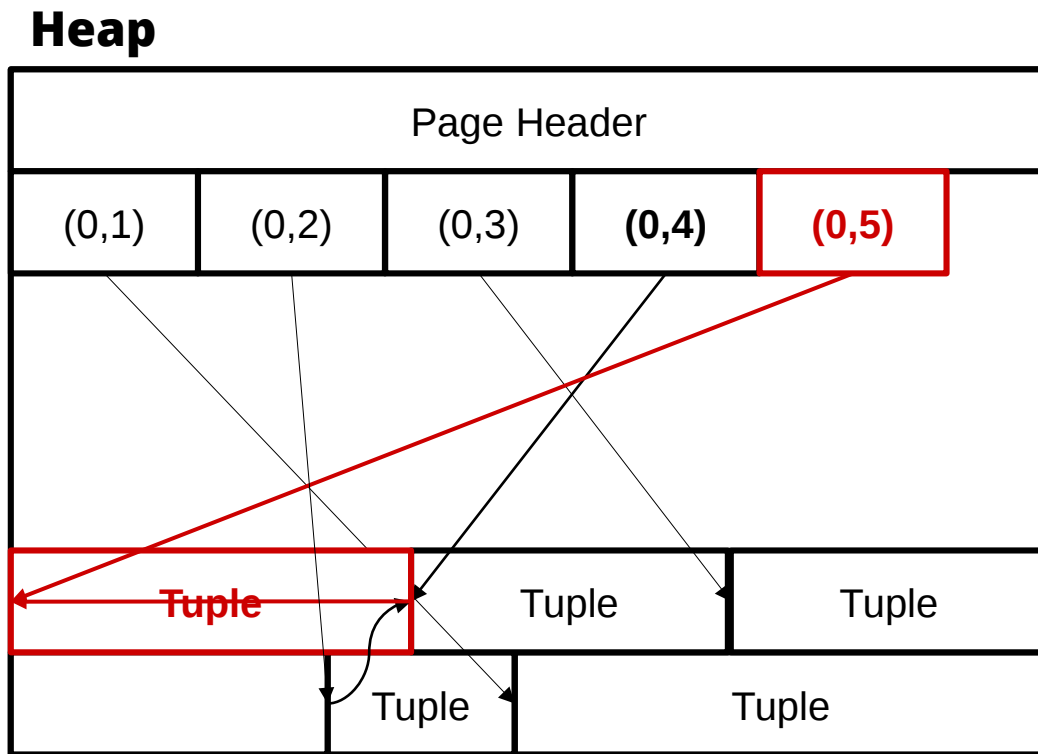 Heap
Page Header
(0,1) (0,2) (0,3) (0,4) (0,5)
Tuple Tuple Tuple
Tuple Tuple